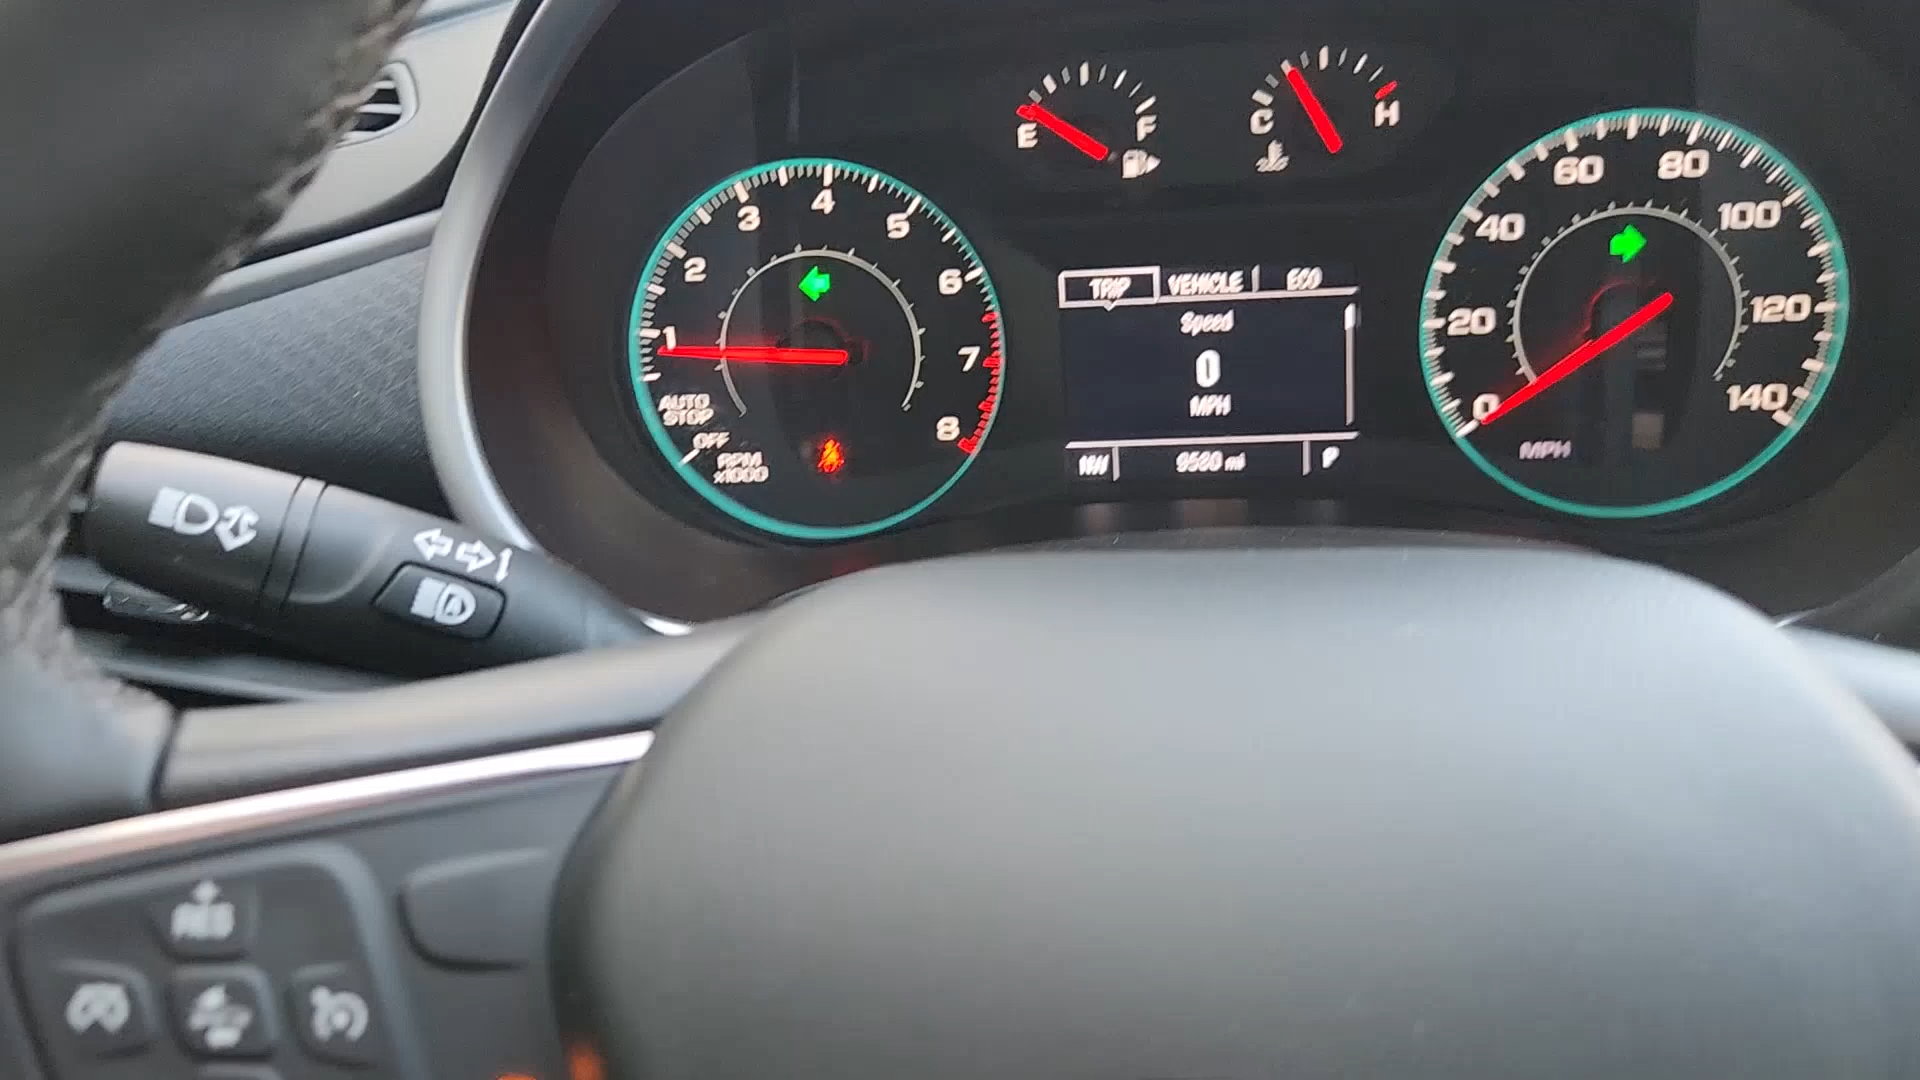 E
F
C
H
1
2
3
4
5
6
7
8
AUTO
STOP
OFF
RPM
x1000
TRIP VEHICLE ECO
Speed
0
MPH
NW 9580 mi P
0
20
40
60
80
100
120
140
MPH
A
RES